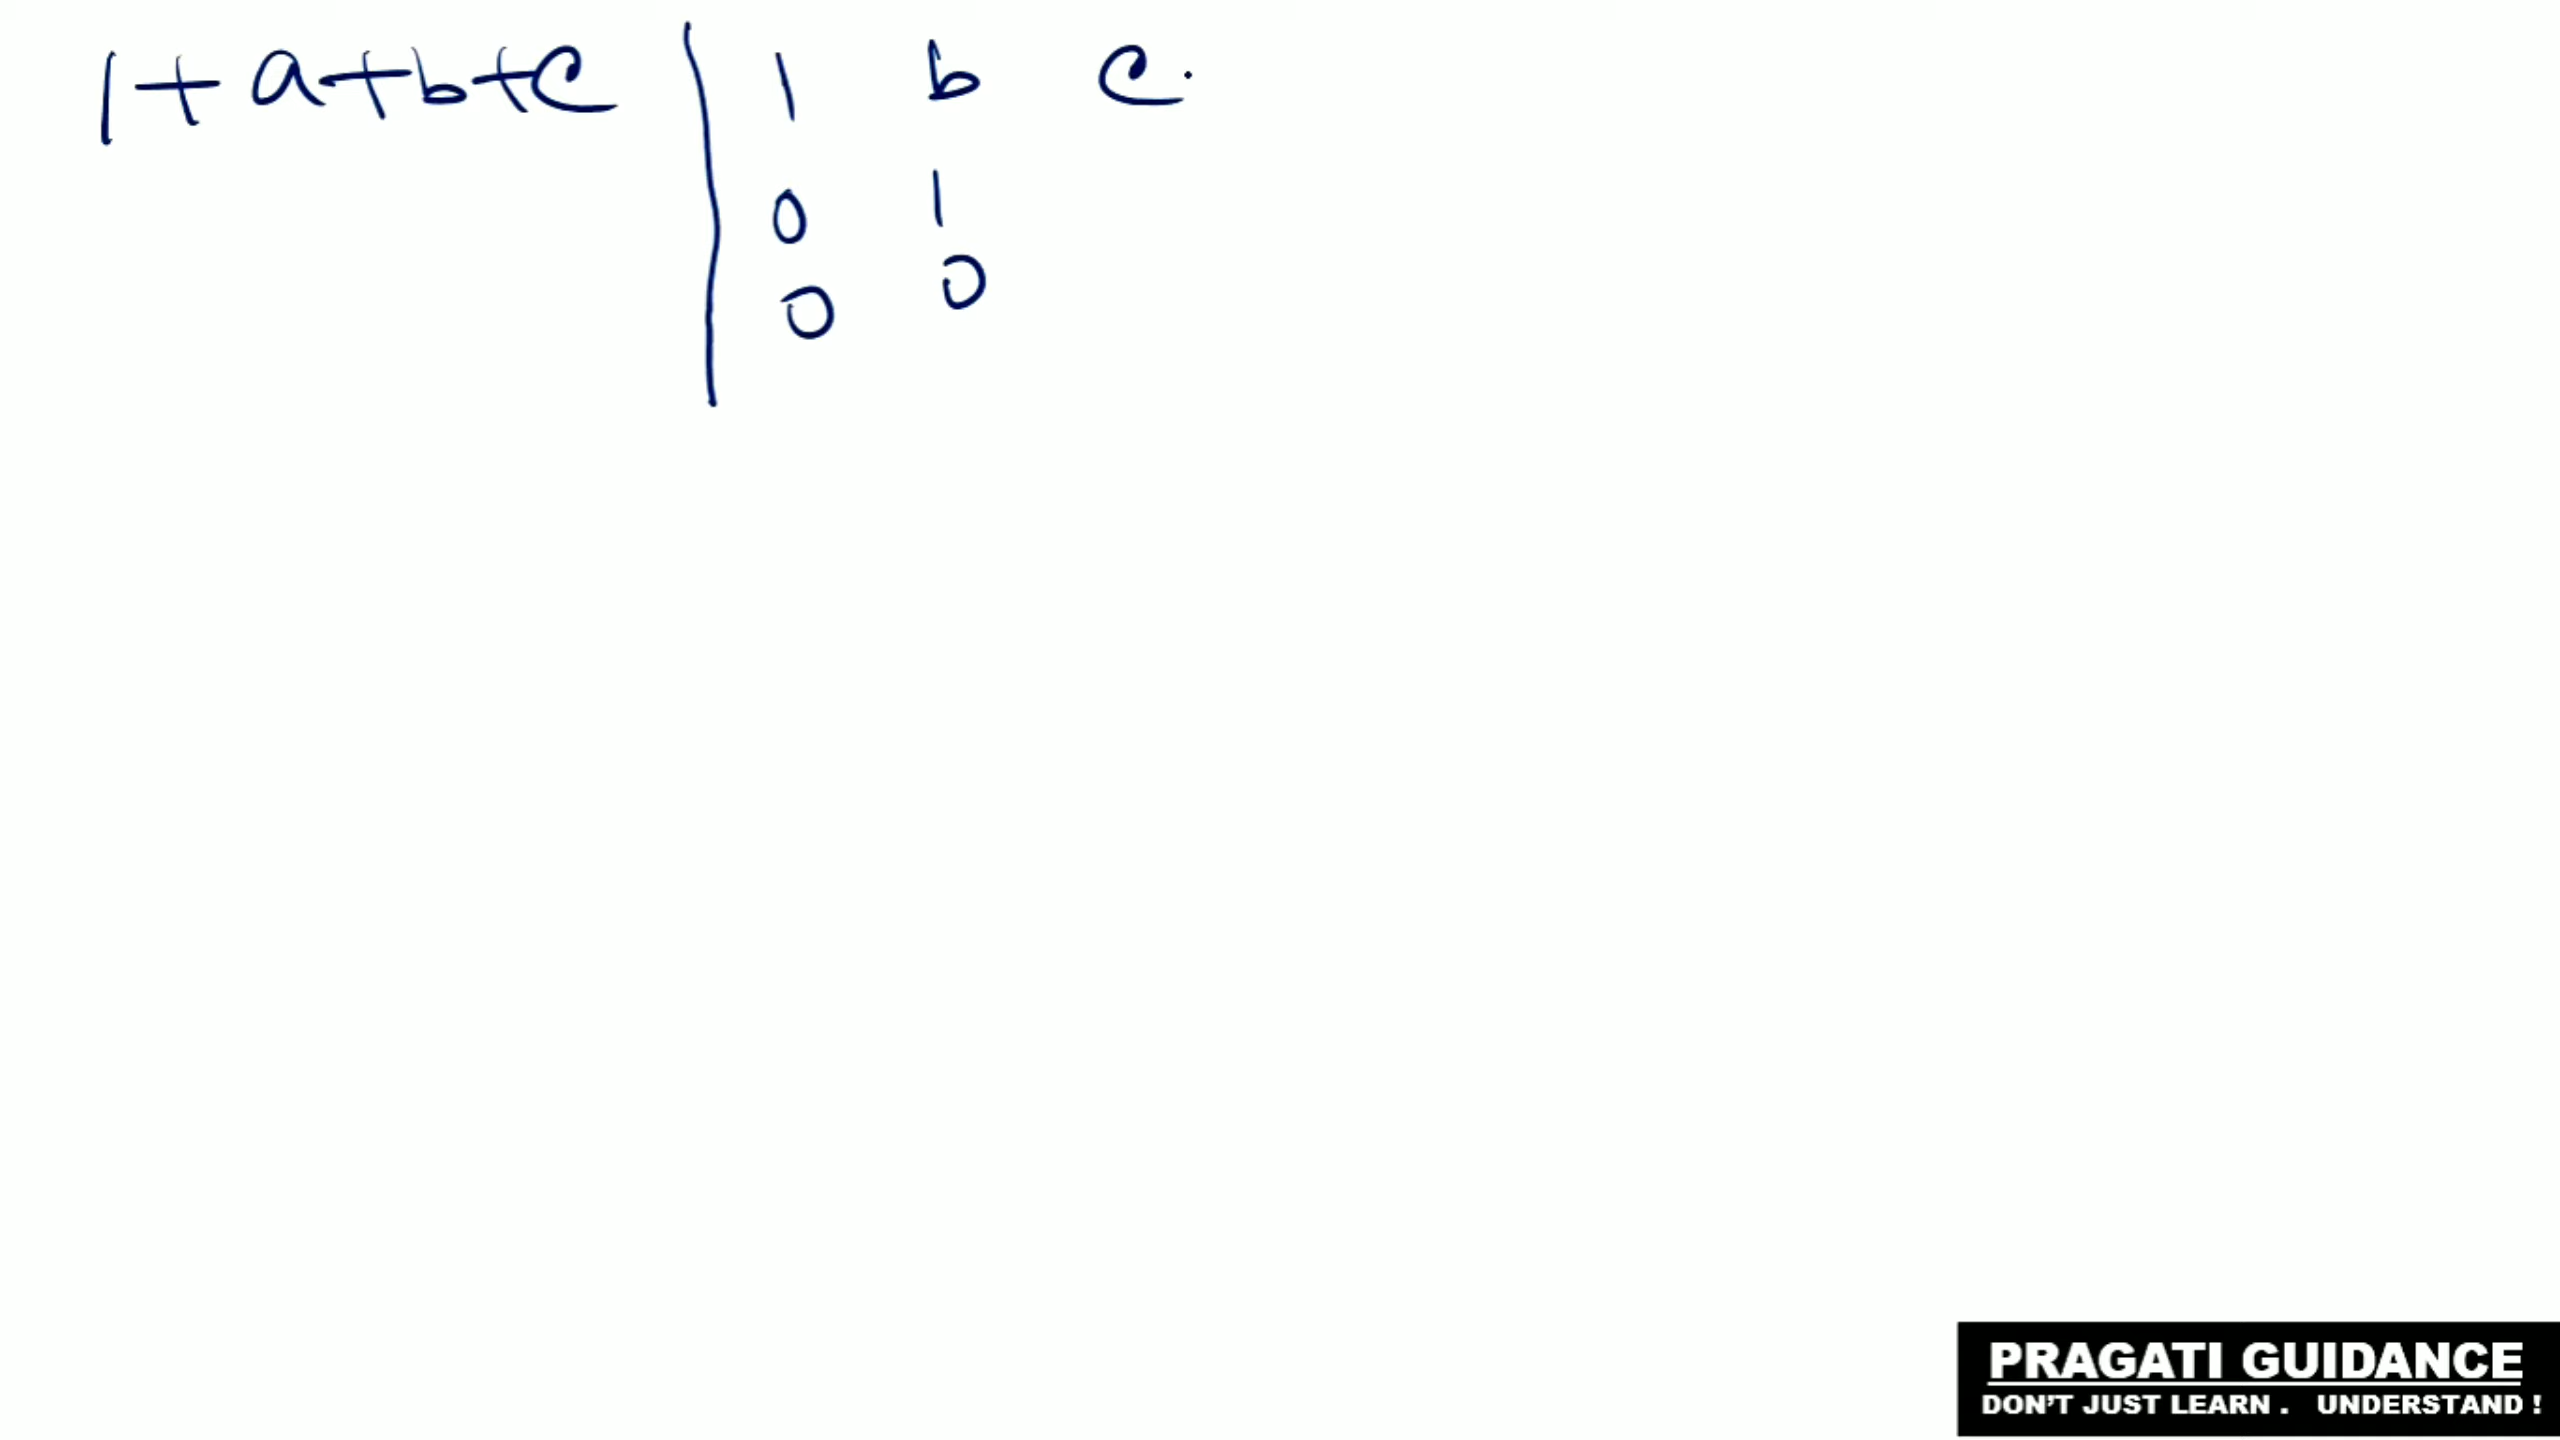 1+a+b+c | 1 b c
0 1
0 0
PRAGATI GUIDANCE
DON'T JUST LEARN . UNDERSTAND !